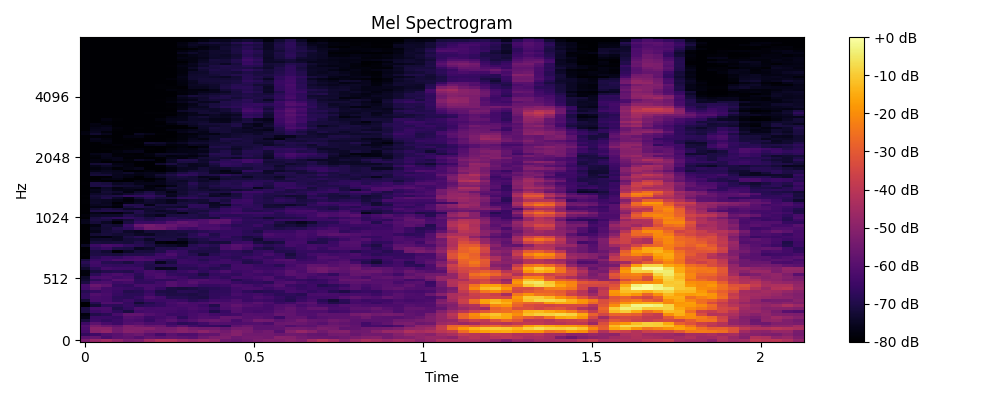 Mel Spectrogram
Hz
4096
2048
1024
512
0
0
0.5
1
1.5
2
Time
+0 dB
-10 dB
-20 dB
-30 dB
-40 dB
-50 dB
-60 dB
-70 dB
-80 dB